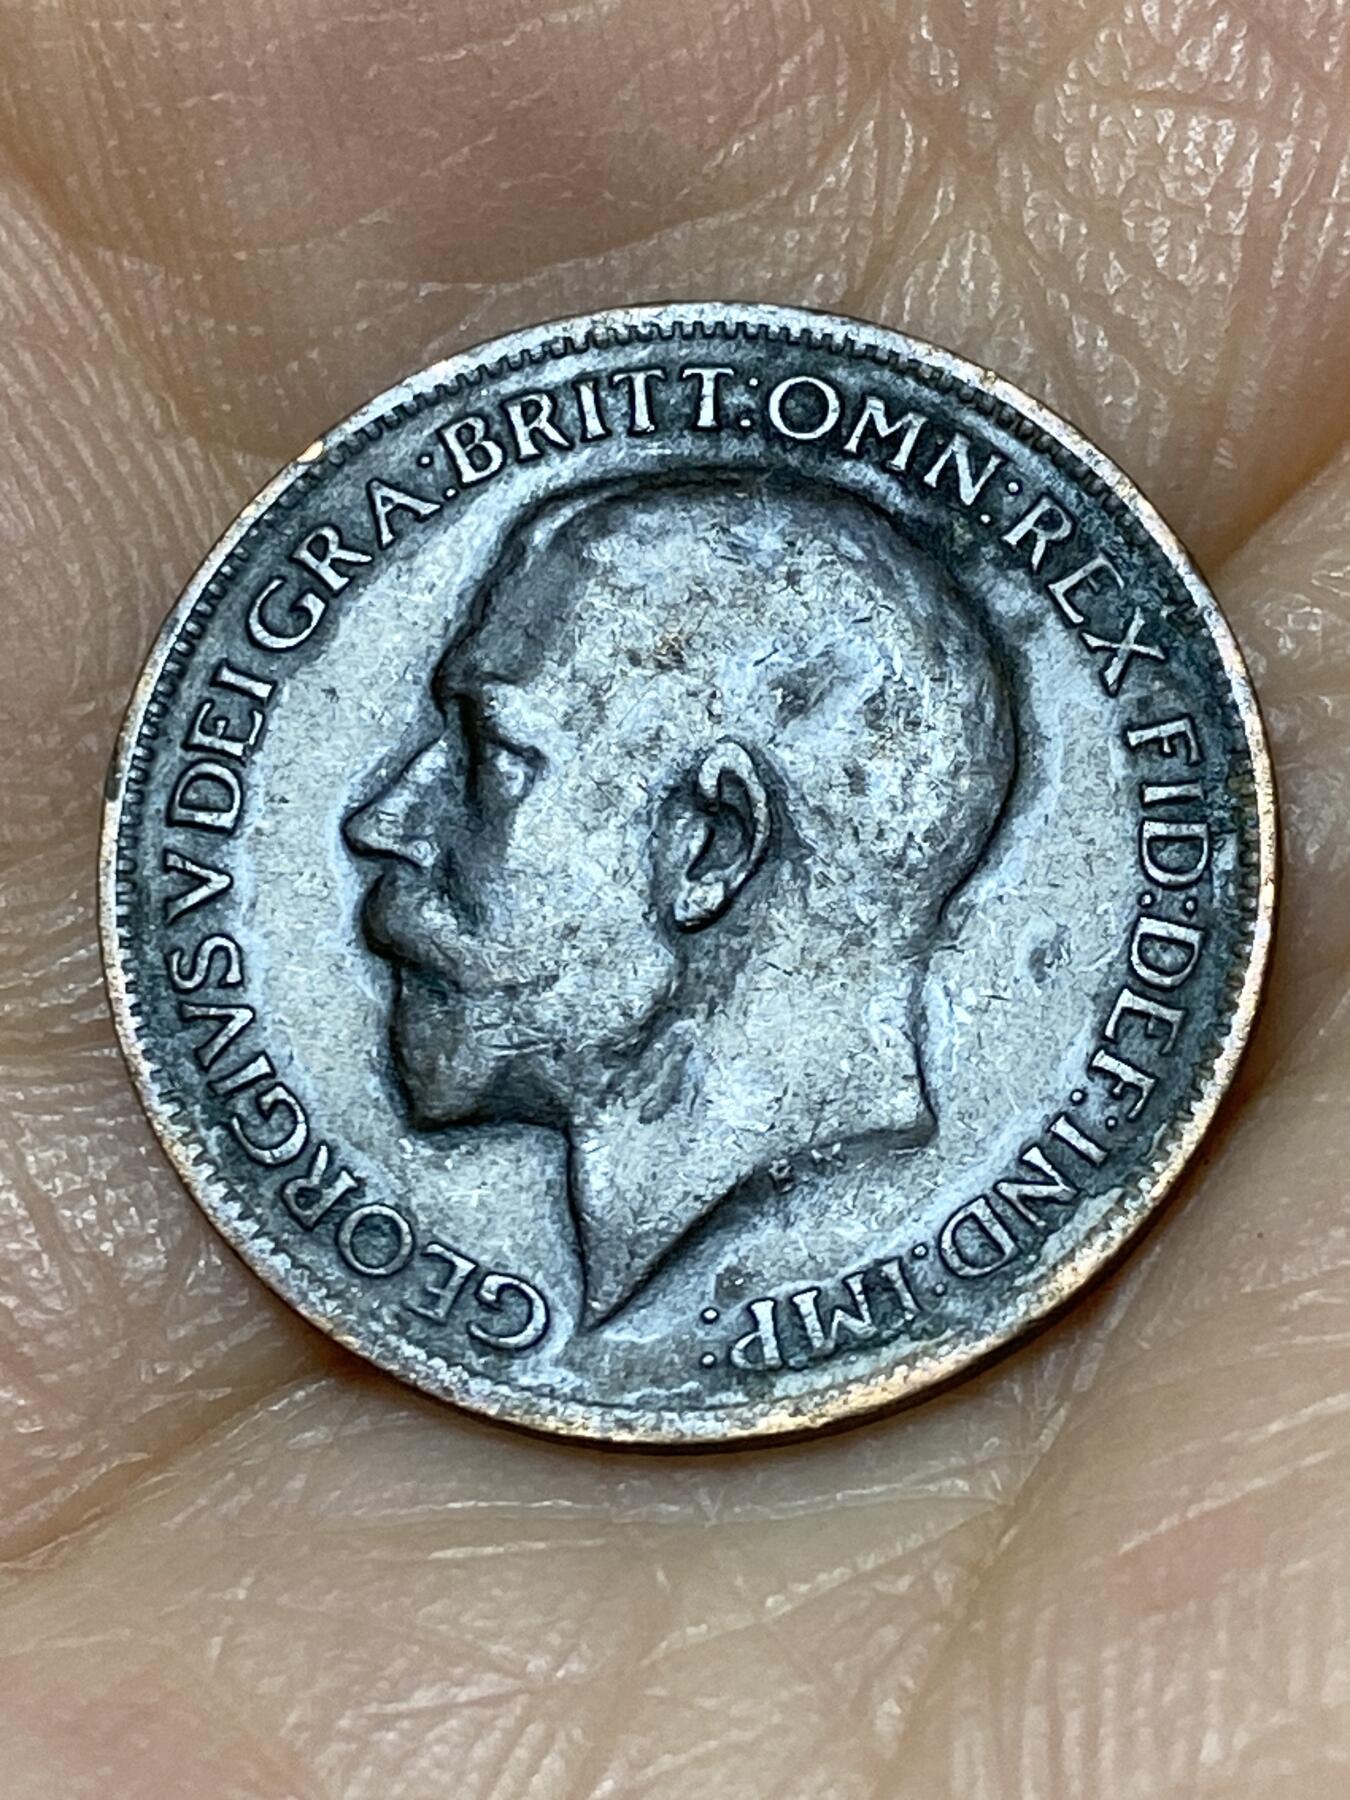 GEORGIVS V DEI GRA: BRITT: OMN: REX FID: DEF: IND: IMP:
B M